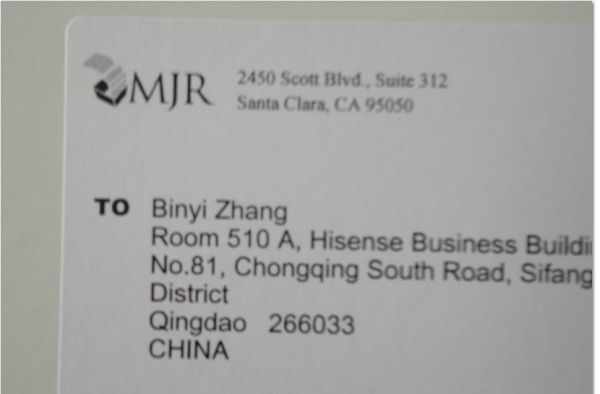 MJR 2450 Scott Blvd., Suite 312
Santa Clara, CA 95050
TO Binyi Zhang
Room 510 A, Hisense Business Buildi
No.81, Chongqing South Road, Sifang
District
Qingdao 266033
CHINA